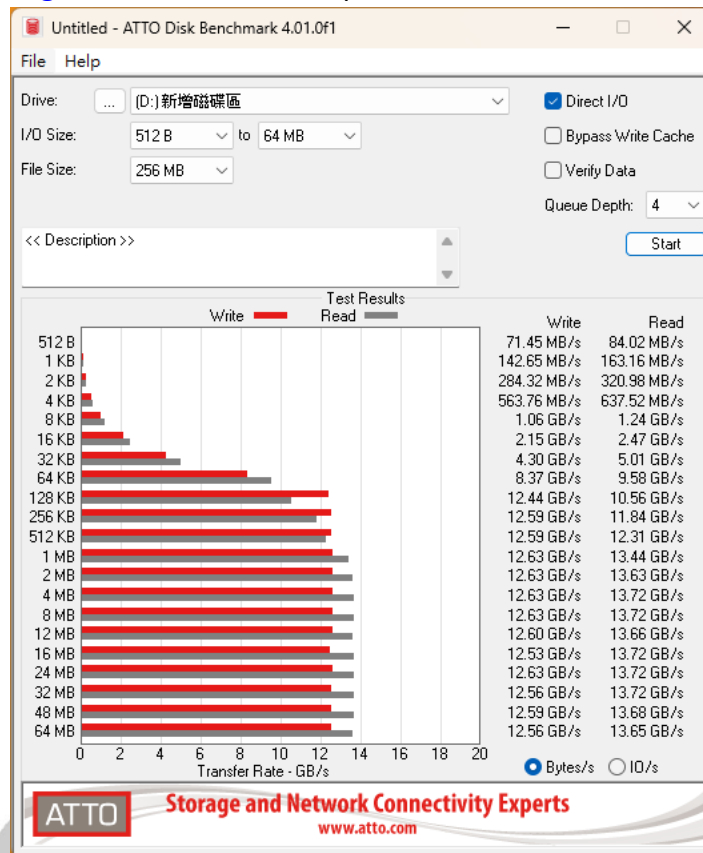 Untitled - ATTO Disk Benchmark 4.01.0f1
File Help
Drive: ... (D:)新增磁碟區 Direct I/O
I/O Size: 512 B to 64 MB Bypass Write Cache
File Size: 256 MB Verify Data
Queue Depth: 4
<< Description >> Start
Test Results
Write Read Write Read
512 B 71.45 MB/s 84.02 MB/s
1 KB 142.65 MB/s 163.16 MB/s
2 KB 284.32 MB/s 320.98 MB/s
4 KB 563.76 MB/s 637.52 MB/s
8 KB 1.06 GB/s 1.24 GB/s
16 KB 2.15 GB/s 2.47 GB/s
32 KB 4.30 GB/s 5.01 GB/s
64 KB 8.37 GB/s 9.58 GB/s
128 KB 12.44 GB/s 10.56 GB/s
256 KB 12.59 GB/s 11.84 GB/s
512 KB 12.59 GB/s 12.31 GB/s
1 MB 12.63 GB/s 13.44 GB/s
2 MB 12.63 GB/s 13.63 GB/s
4 MB 12.63 GB/s 13.72 GB/s
8 MB 12.63 GB/s 13.72 GB/s
12 MB 12.60 GB/s 13.66 GB/s
16 MB 12.53 GB/s 13.72 GB/s
24 MB 12.63 GB/s 13.72 GB/s
32 MB 12.56 GB/s 13.72 GB/s
48 MB 12.59 GB/s 13.68 GB/s
64 MB 12.56 GB/s 13.65 GB/s
0 2 4 6 8 10 12 14 16 18 20
Transfer Rate - GB/s Bytes/s IO/s
ATTO Storage and Network Connectivity Experts
www.atto.com